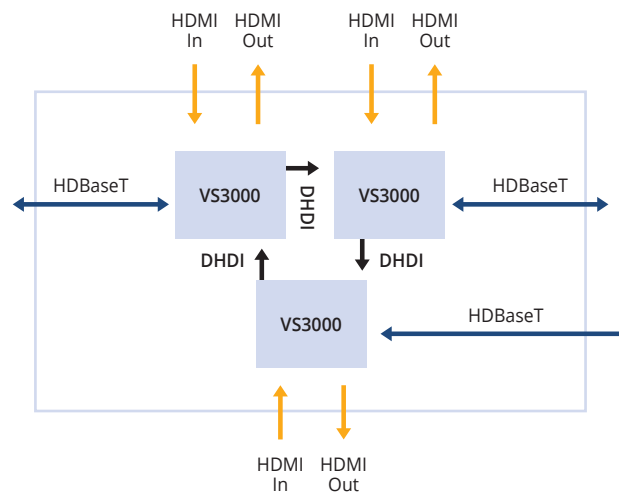 HDMI
In
HDMI
Out
HDMI
In
HDMI
Out
HDBaseT
VS3000
DHDI
VS3000
HDBaseT
DHDI
DHDI
VS3000
HDBaseT
HDMI
In
HDMI
Out